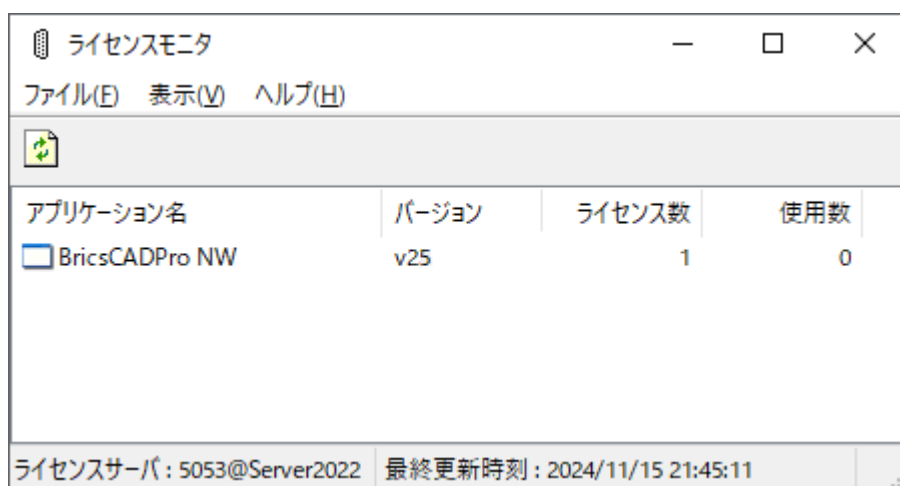 ライセンスモニタ
ファイル(F) 表示(V) ヘルプ(H)
アプリケーション名 バージョン ライセンス数 使用数
BricsCADPro NW v25 1 0
ライセンスサーバ : 5053@Server2022 最終更新時刻 : 2024/11/15 21:45:11